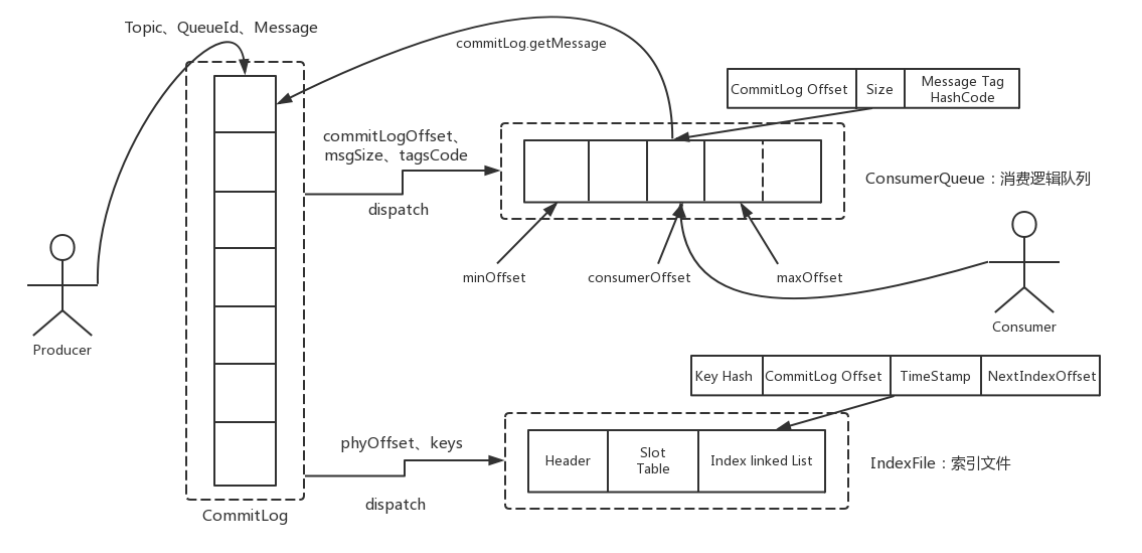 Topic、QueueId、Message
commitLog.getMessage
CommitLog Offset
Size
Message Tag
HashCode
commitLogOffset、
msgSize、tagsCode
dispatch
ConsumerQueue：消费逻辑队列
minOffset
consumerOffset
maxOffset
Producer
Consumer
Key Hash
CommitLog Offset
TimeStamp
NextIndexOffset
phyOffset、keys
dispatch
Header
Slot
Table
Index linked List
IndexFile：索引文件
CommitLog